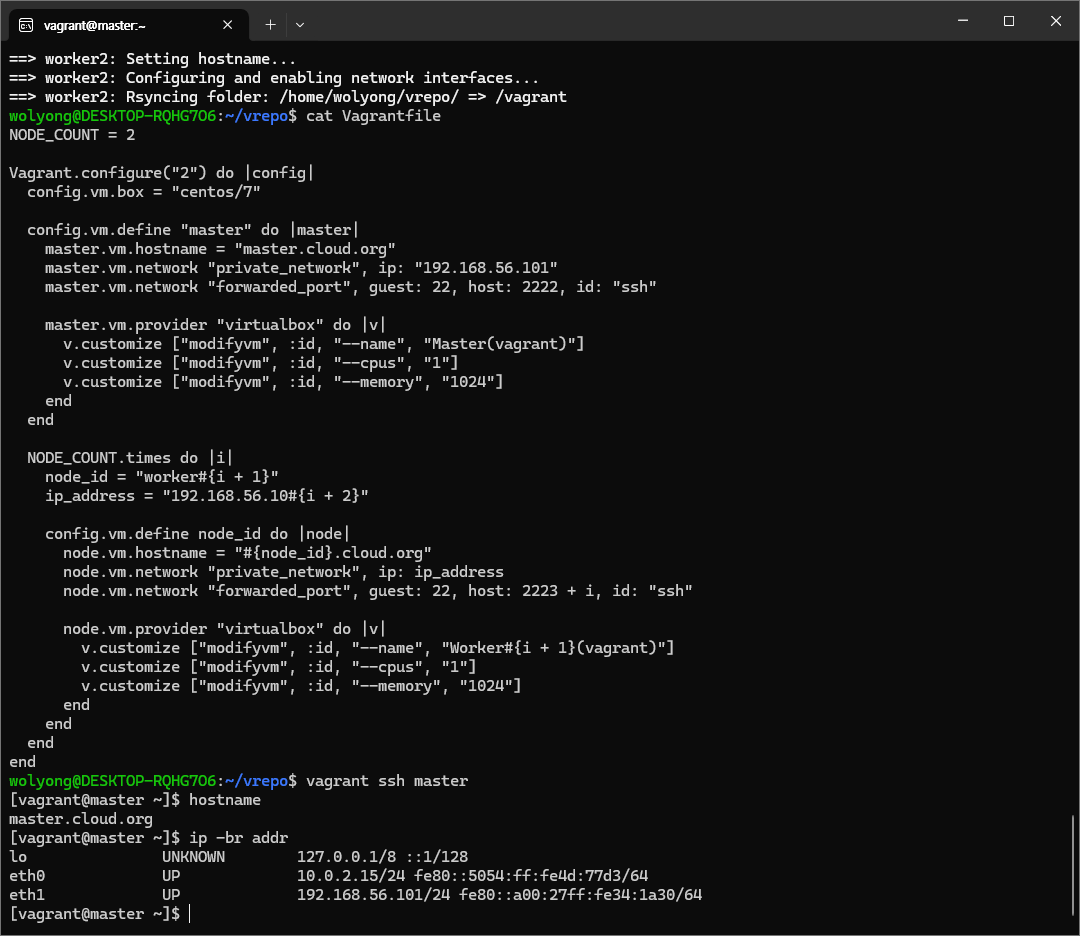 vagrant@master:~
==> worker2: Setting hostname...
==> worker2: Configuring and enabling network interfaces...
==> worker2: Rsyncing folder: /home/wolyong/vrepo/ => /vagrant
wolyong@DESKTOP-RQHG7O6:~/vrepo$ cat Vagrantfile
NODE_COUNT = 2

Vagrant.configure("2") do |config|
  config.vm.box = "centos/7"

  config.vm.define "master" do |master|
    master.vm.hostname = "master.cloud.org"
    master.vm.network "private_network", ip: "192.168.56.101"
    master.vm.network "forwarded_port", guest: 22, host: 2222, id: "ssh"

    master.vm.provider "virtualbox" do |v|
      v.customize ["modifyvm", :id, "--name", "Master(vagrant)"]
      v.customize ["modifyvm", :id, "--cpus", "1"]
      v.customize ["modifyvm", :id, "--memory", "1024"]
    end
  end

  NODE_COUNT.times do |i|
    node_id = "worker#{i + 1}"
    ip_address = "192.168.56.10#{i + 2}"

    config.vm.define node_id do |node|
      node.vm.hostname = "#{node_id}.cloud.org"
      node.vm.network "private_network", ip: ip_address
      node.vm.network "forwarded_port", guest: 22, host: 2223 + i, id: "ssh"

      node.vm.provider "virtualbox" do |v|
        v.customize ["modifyvm", :id, "--name", "Worker#{i + 1}(vagrant)"]
        v.customize ["modifyvm", :id, "--cpus", "1"]
        v.customize ["modifyvm", :id, "--memory", "1024"]
      end
    end
  end
end
wolyong@DESKTOP-RQHG7O6:~/vrepo$ vagrant ssh master
[vagrant@master ~]$ hostname
master.cloud.org
[vagrant@master ~]$ ip -br addr
lo               UNKNOWN        127.0.0.1/8 ::1/128
eth0             UP             10.0.2.15/24 fe80::5054:ff:fe4d:77d3/64
eth1             UP             192.168.56.101/24 fe80::a00:27ff:fe34:1a30/64
[vagrant@master ~]$